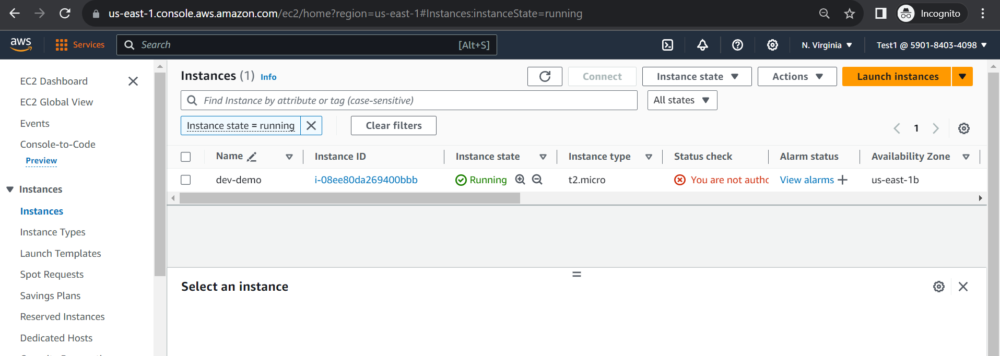 us-east-1.console.aws.amazon.com/ec2/home?region=us-east-1#Instances:instanceState=running
Incognito
aws
Services
Search
[Alt+S]
N. Virginia
Test1 @ 5901-8403-4098
EC2 Dashboard
EC2 Global View
Events
Console-to-Code
Preview
Instances
Instances
Instance Types
Launch Templates
Spot Requests
Savings Plans
Reserved Instances
Dedicated Hosts
Instances (1) Info
Connect
Instance state
Actions
Launch instances
Find Instance by attribute or tag (case-sensitive)
All states
Instance state = running
Clear filters
1
Name Instance ID Instance state Instance type Status check Alarm status Availability Zone
dev-demo i-08ee80da269400bbb Running t2.micro You are not autho View alarms + us-east-1b
Select an instance